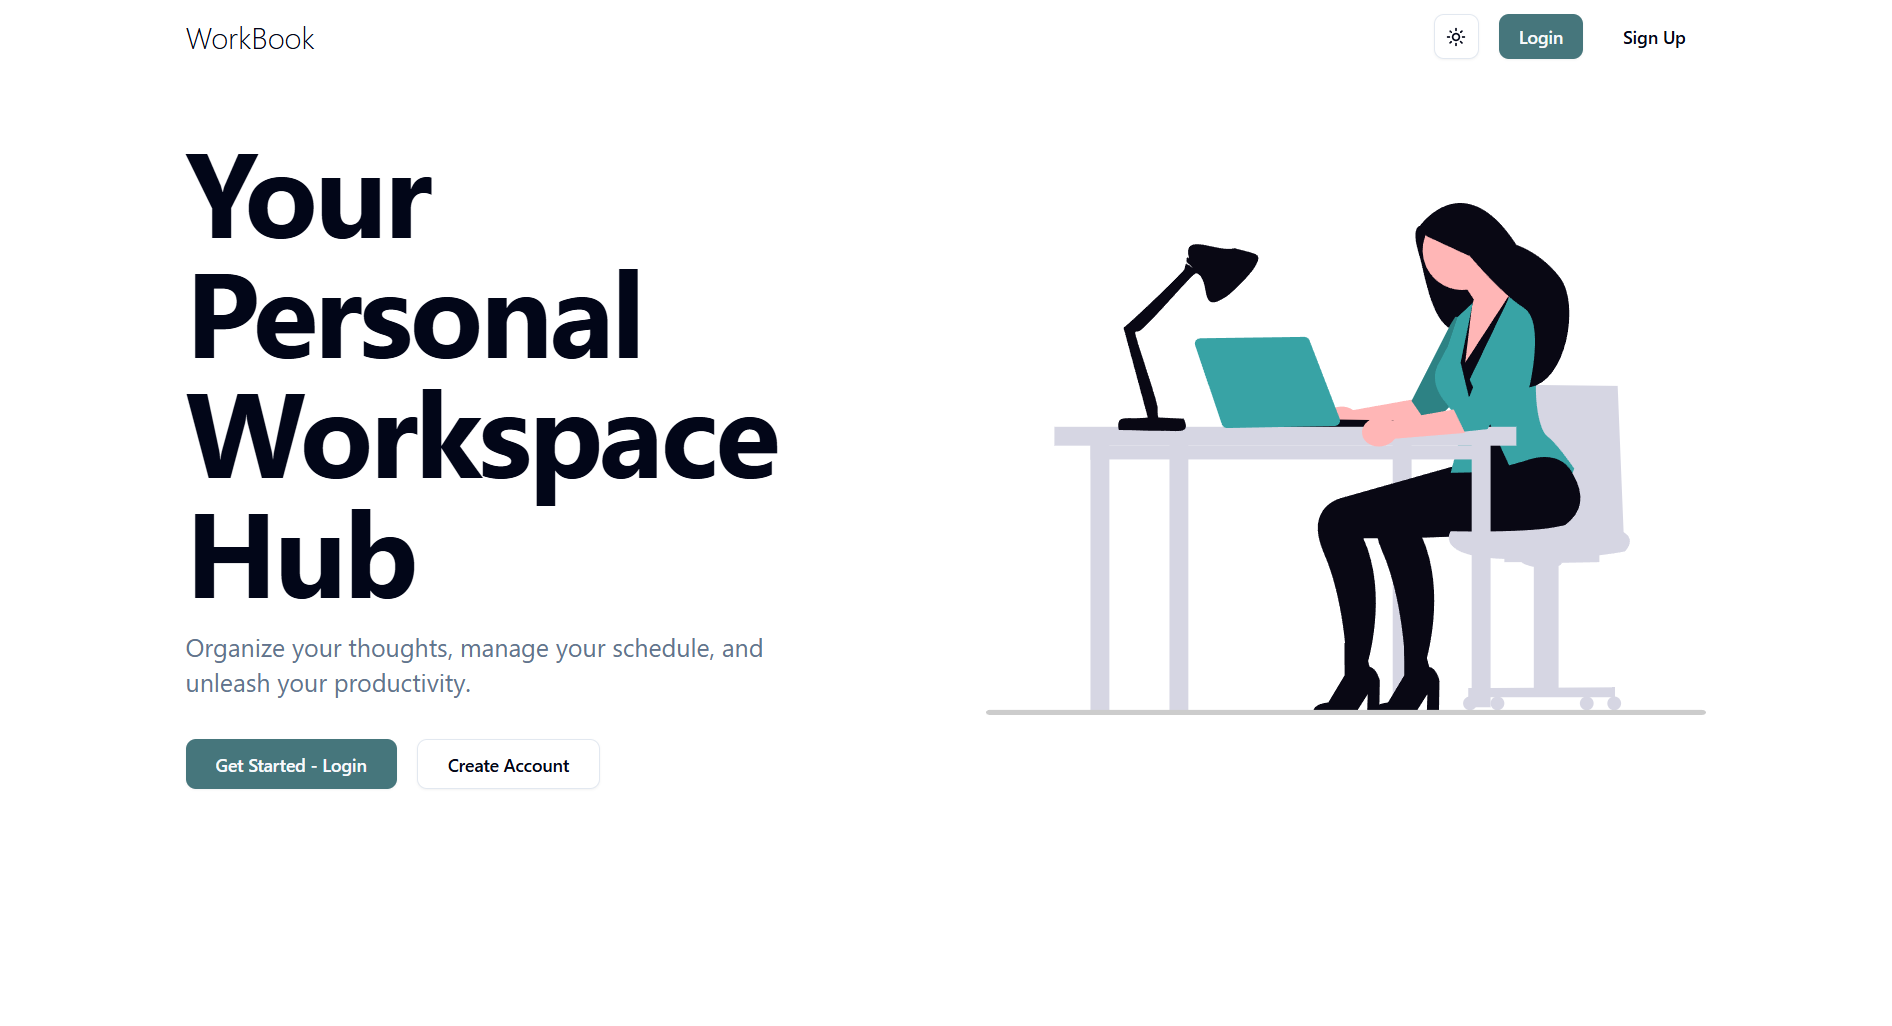 WorkBook
Login
Sign Up
Your
Personal
Workspace
Hub
Organize your thoughts, manage your schedule, and
unleash your productivity.
Get Started - Login
Create Account